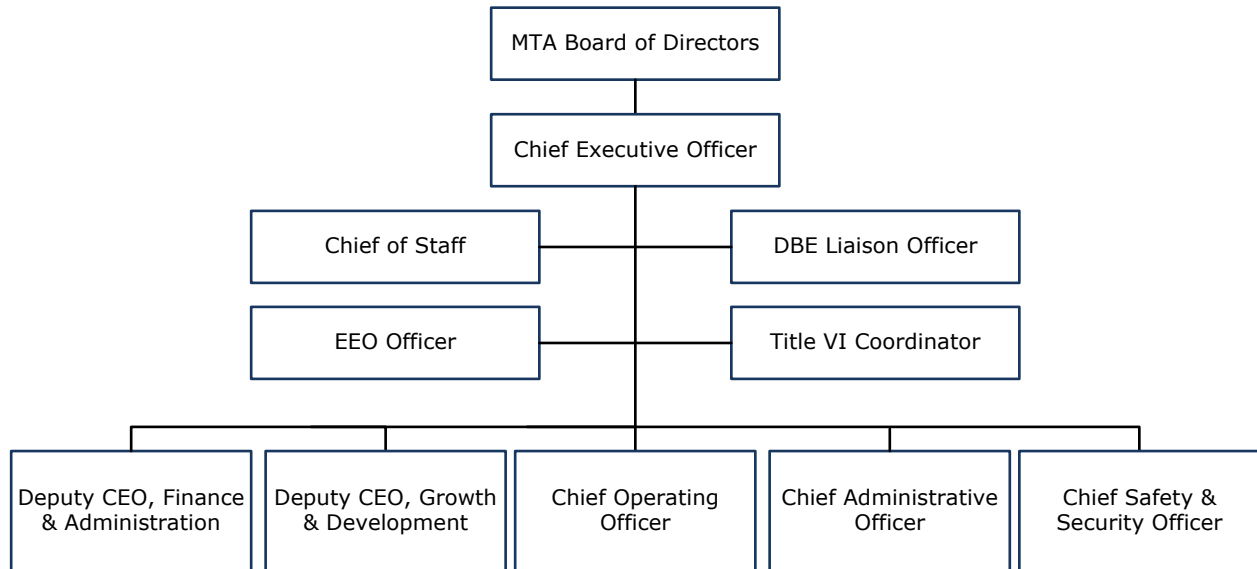 MTA Board of Directors
Chief Executive Officer
Chief of Staff
DBE Liaison Officer
EEO Officer
Title VI Coordinator
Deputy CEO, Finance
& Administration
Deputy CEO, Growth
& Development
Chief Operating
Officer
Chief Administrative
Officer
Chief Safety &
Security Officer